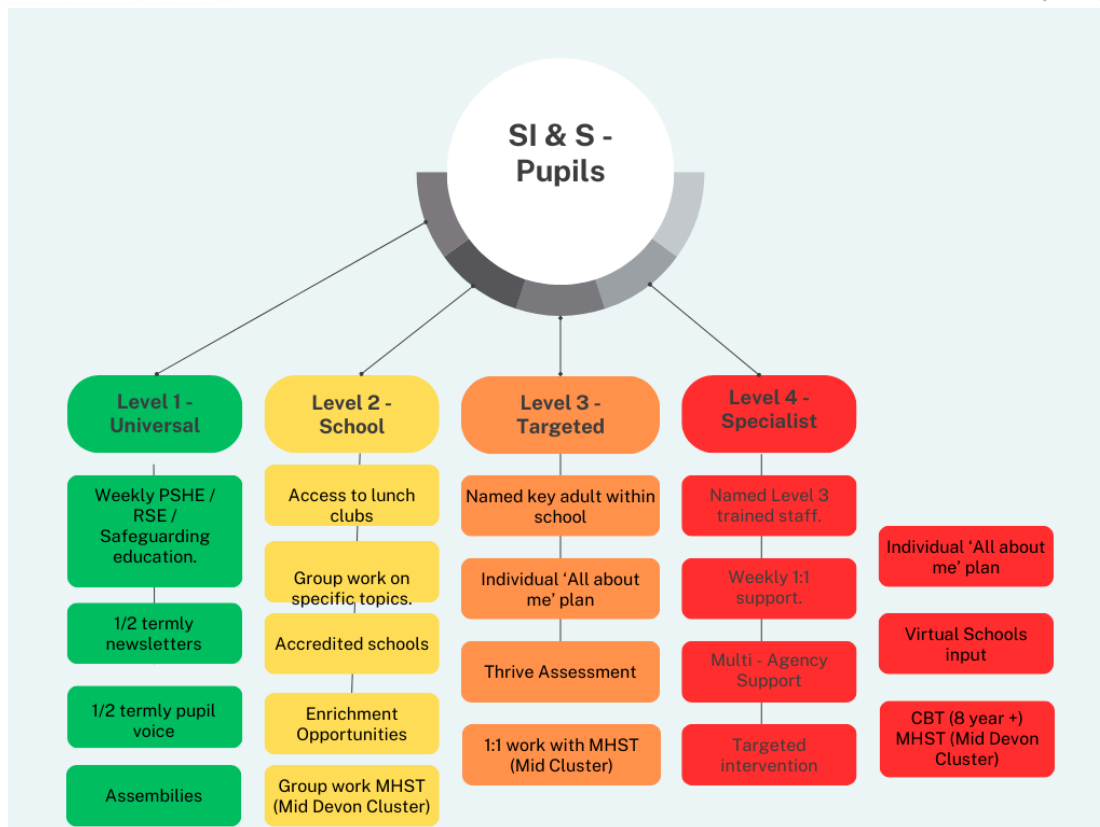 SI & S -
Pupils
Level 1 -
Universal
Weekly PSHE /
RSE /
Safeguarding
education.
1/2 termly
newsletters
1/2 termly pupil
voice
Assembilies
Level 2 -
School
Access to lunch
clubs
Group work on
specific topics.
Accredited schools
Enrichment
Opportunities
Group work MHST
(Mid Devon Cluster)
Level 3 -
Targeted
Named key adult within
school
Individual ‘All about
me’ plan
Thrive Assessment
1:1 work with MHST
(Mid Cluster)
Level 4 -
Specialist
Named Level 3
trained staff.
Weekly 1:1
support.
Multi - Agency
Support
Targeted
intervention
Individual ‘All about
me’ plan
Virtual Schools
input
CBT (8 year +)
MHST (Mid Devon
Cluster)